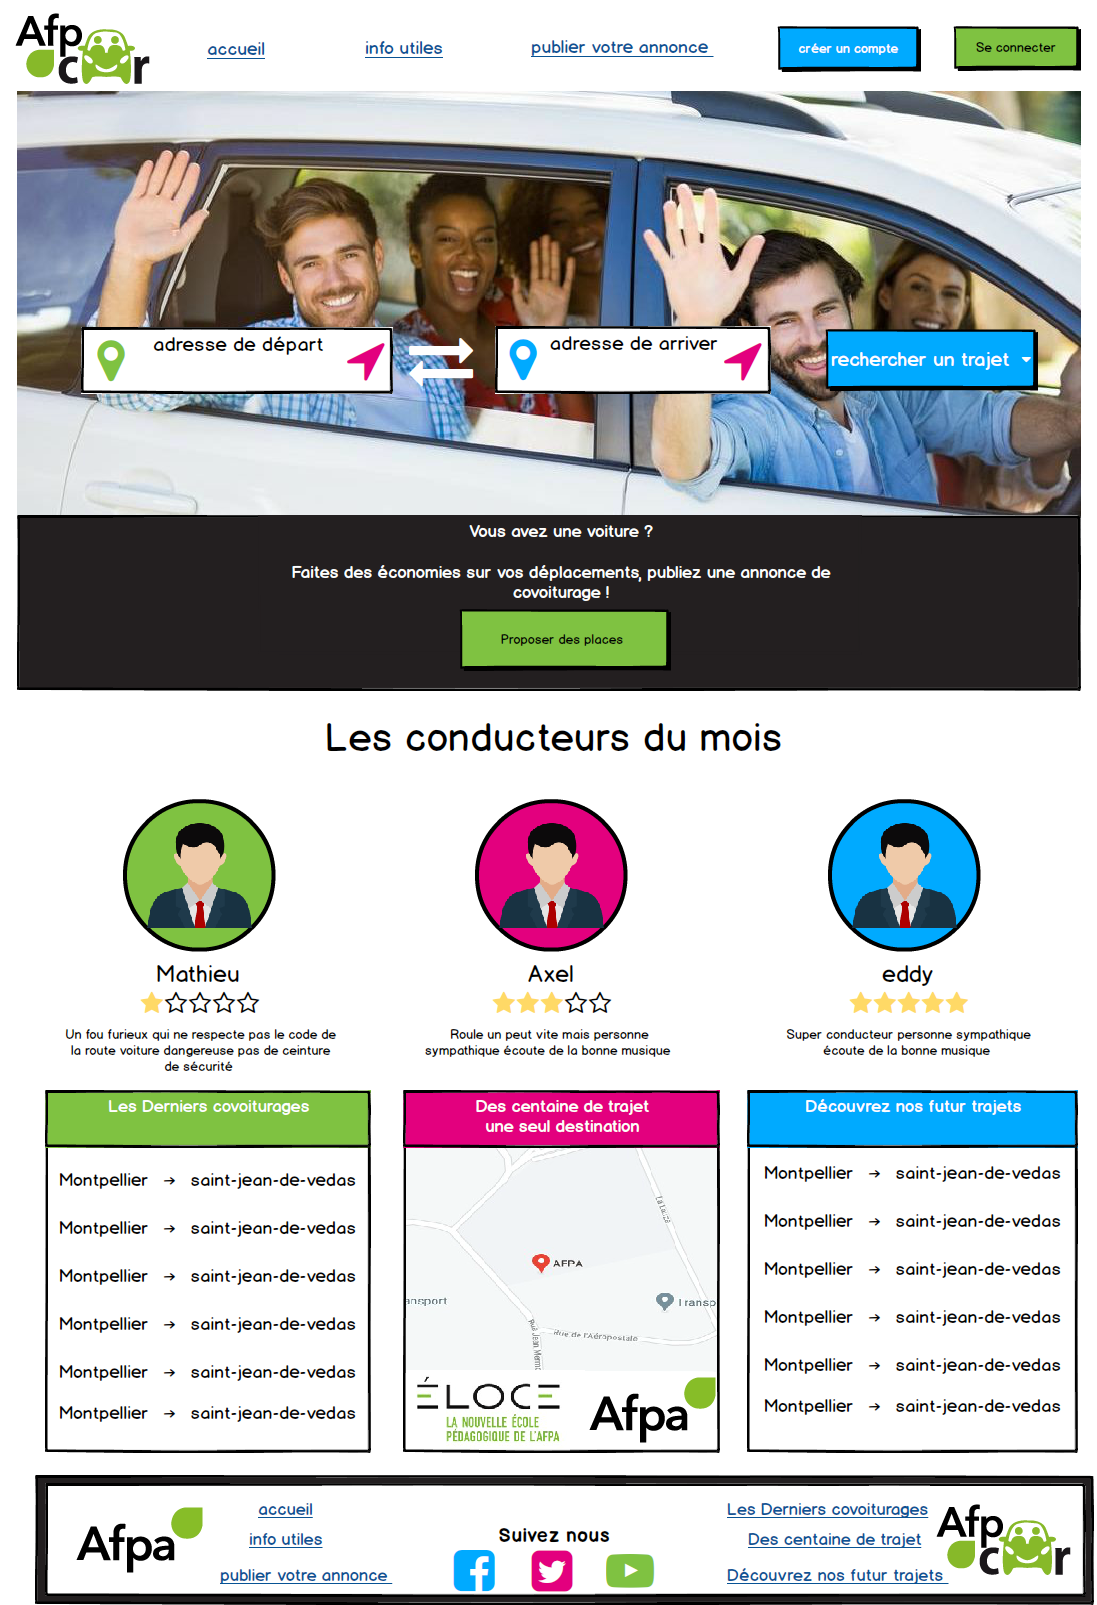 Afp
car
accueil
info utiles
publier votre annonce
créer un compte
Se connecter
adresse de départ
adresse de arriver
rechercher un trajet
Vous avez une voiture ?
Faites des économies sur vos déplacements, publiez une annonce de
covoiturage !
Proposer des places
Les conducteurs du mois
Mathieu
Axel
eddy
Un fou furieux qui ne respecte pas le code de
la route voiture dangereuse pas de ceinture
de sécurité
Roule un peut vite mais personne
sympathique écoute de la bonne musique
Super conducteur personne sympathique
écoute de la bonne musique
Les Derniers covoiturages
Montpellier → saint-jean-de-vedas
Montpellier → saint-jean-de-vedas
Montpellier → saint-jean-de-vedas
Montpellier → saint-jean-de-vedas
Montpellier → saint-jean-de-vedas
Montpellier → saint-jean-de-vedas
Des centaine de trajet
une seul destination
La Lauze
AFPA
ansport
Transp
Rue de l'Aéropostale
Rue Jean Mermo
ÉLOCE
LA NOUVELLE ÉCOLE
PÉDAGOGIQUE DE L'AFPA
Afpa
Découvrez nos futur trajets
Montpellier → saint-jean-de-vedas
Montpellier → saint-jean-de-vedas
Montpellier → saint-jean-de-vedas
Montpellier → saint-jean-de-vedas
Montpellier → saint-jean-de-vedas
Montpellier → saint-jean-de-vedas
Afpa
accueil
info utiles
publier votre annonce
Suivez nous
Les Derniers covoiturages
Des centaine de trajet
Découvrez nos futur trajets
Afp
car